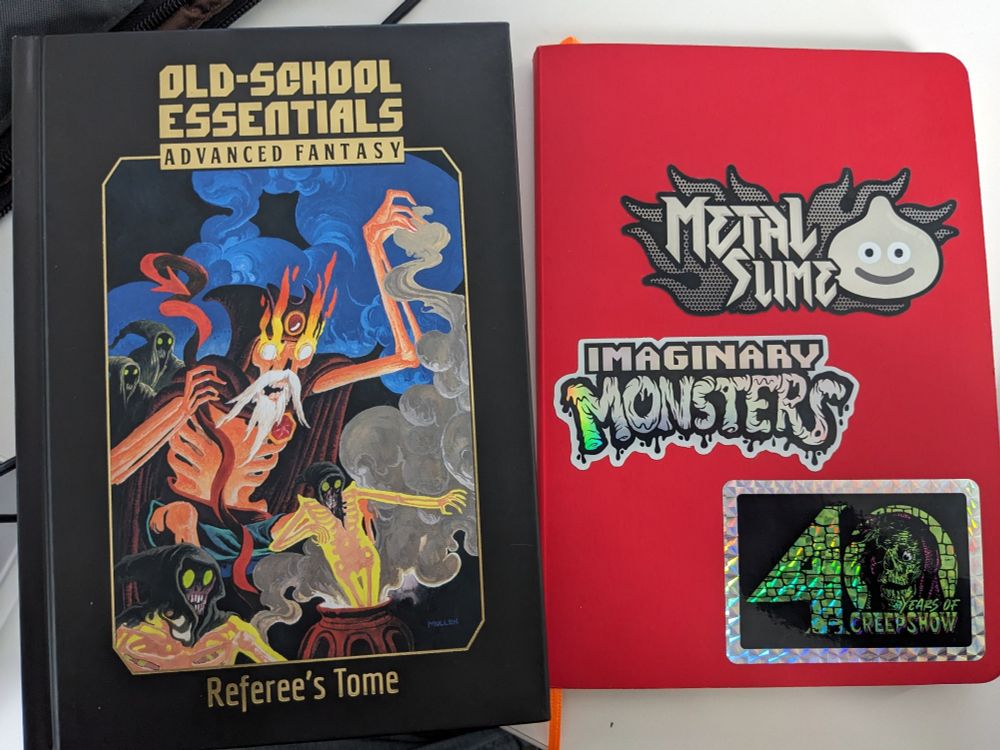 OLD-SCHOOL
ESSENTIALS
ADVANCED FANTASY
MULLEN
Referee's Tome
METAL
SLIME
IMAGINARY
MONSTERS
40
YEARS OF
CREEPSHOW